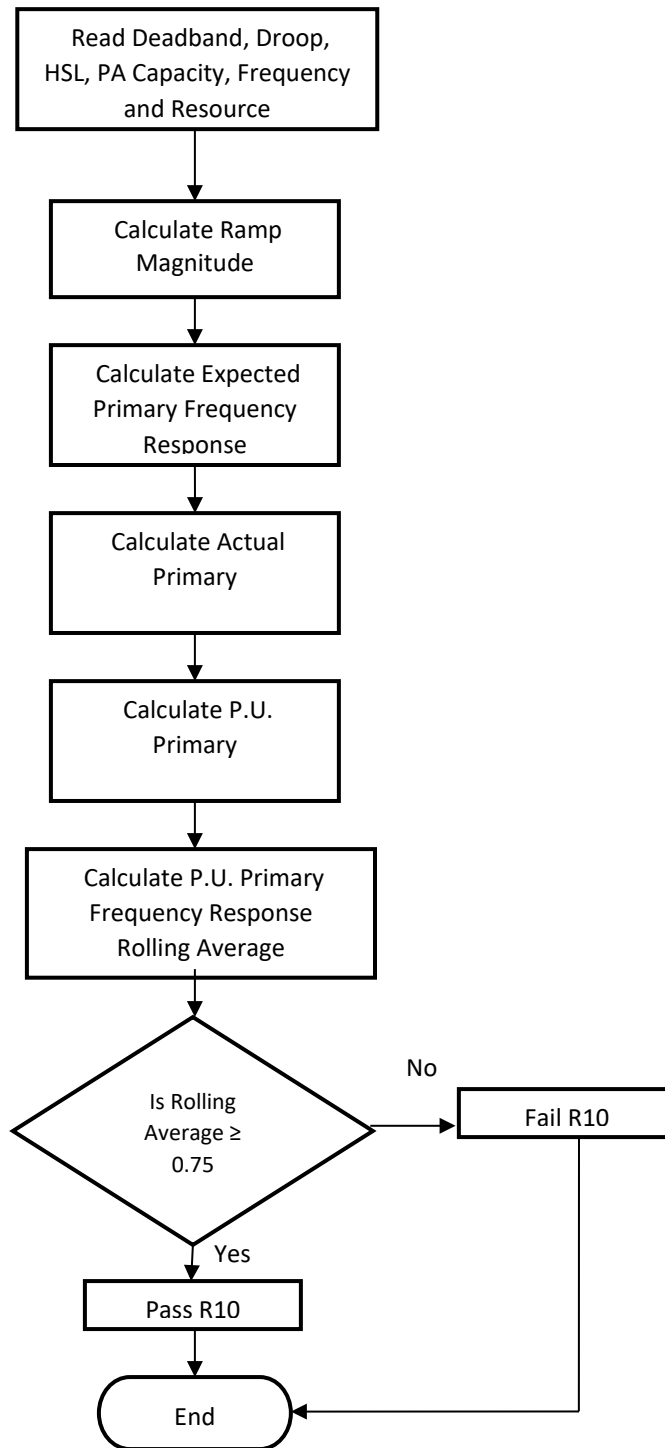 Read Deadband, Droop,
HSL, PA Capacity, Frequency
and Resource
Calculate Ramp
Magnitude
Calculate Expected
Primary Frequency
Response
Calculate Actual
Primary
Calculate P.U.
Primary
Calculate P.U. Primary
Frequency Response
Rolling Average
Is Rolling
Average ≥
0.75
No
Fail R10
Yes
Pass R10
End